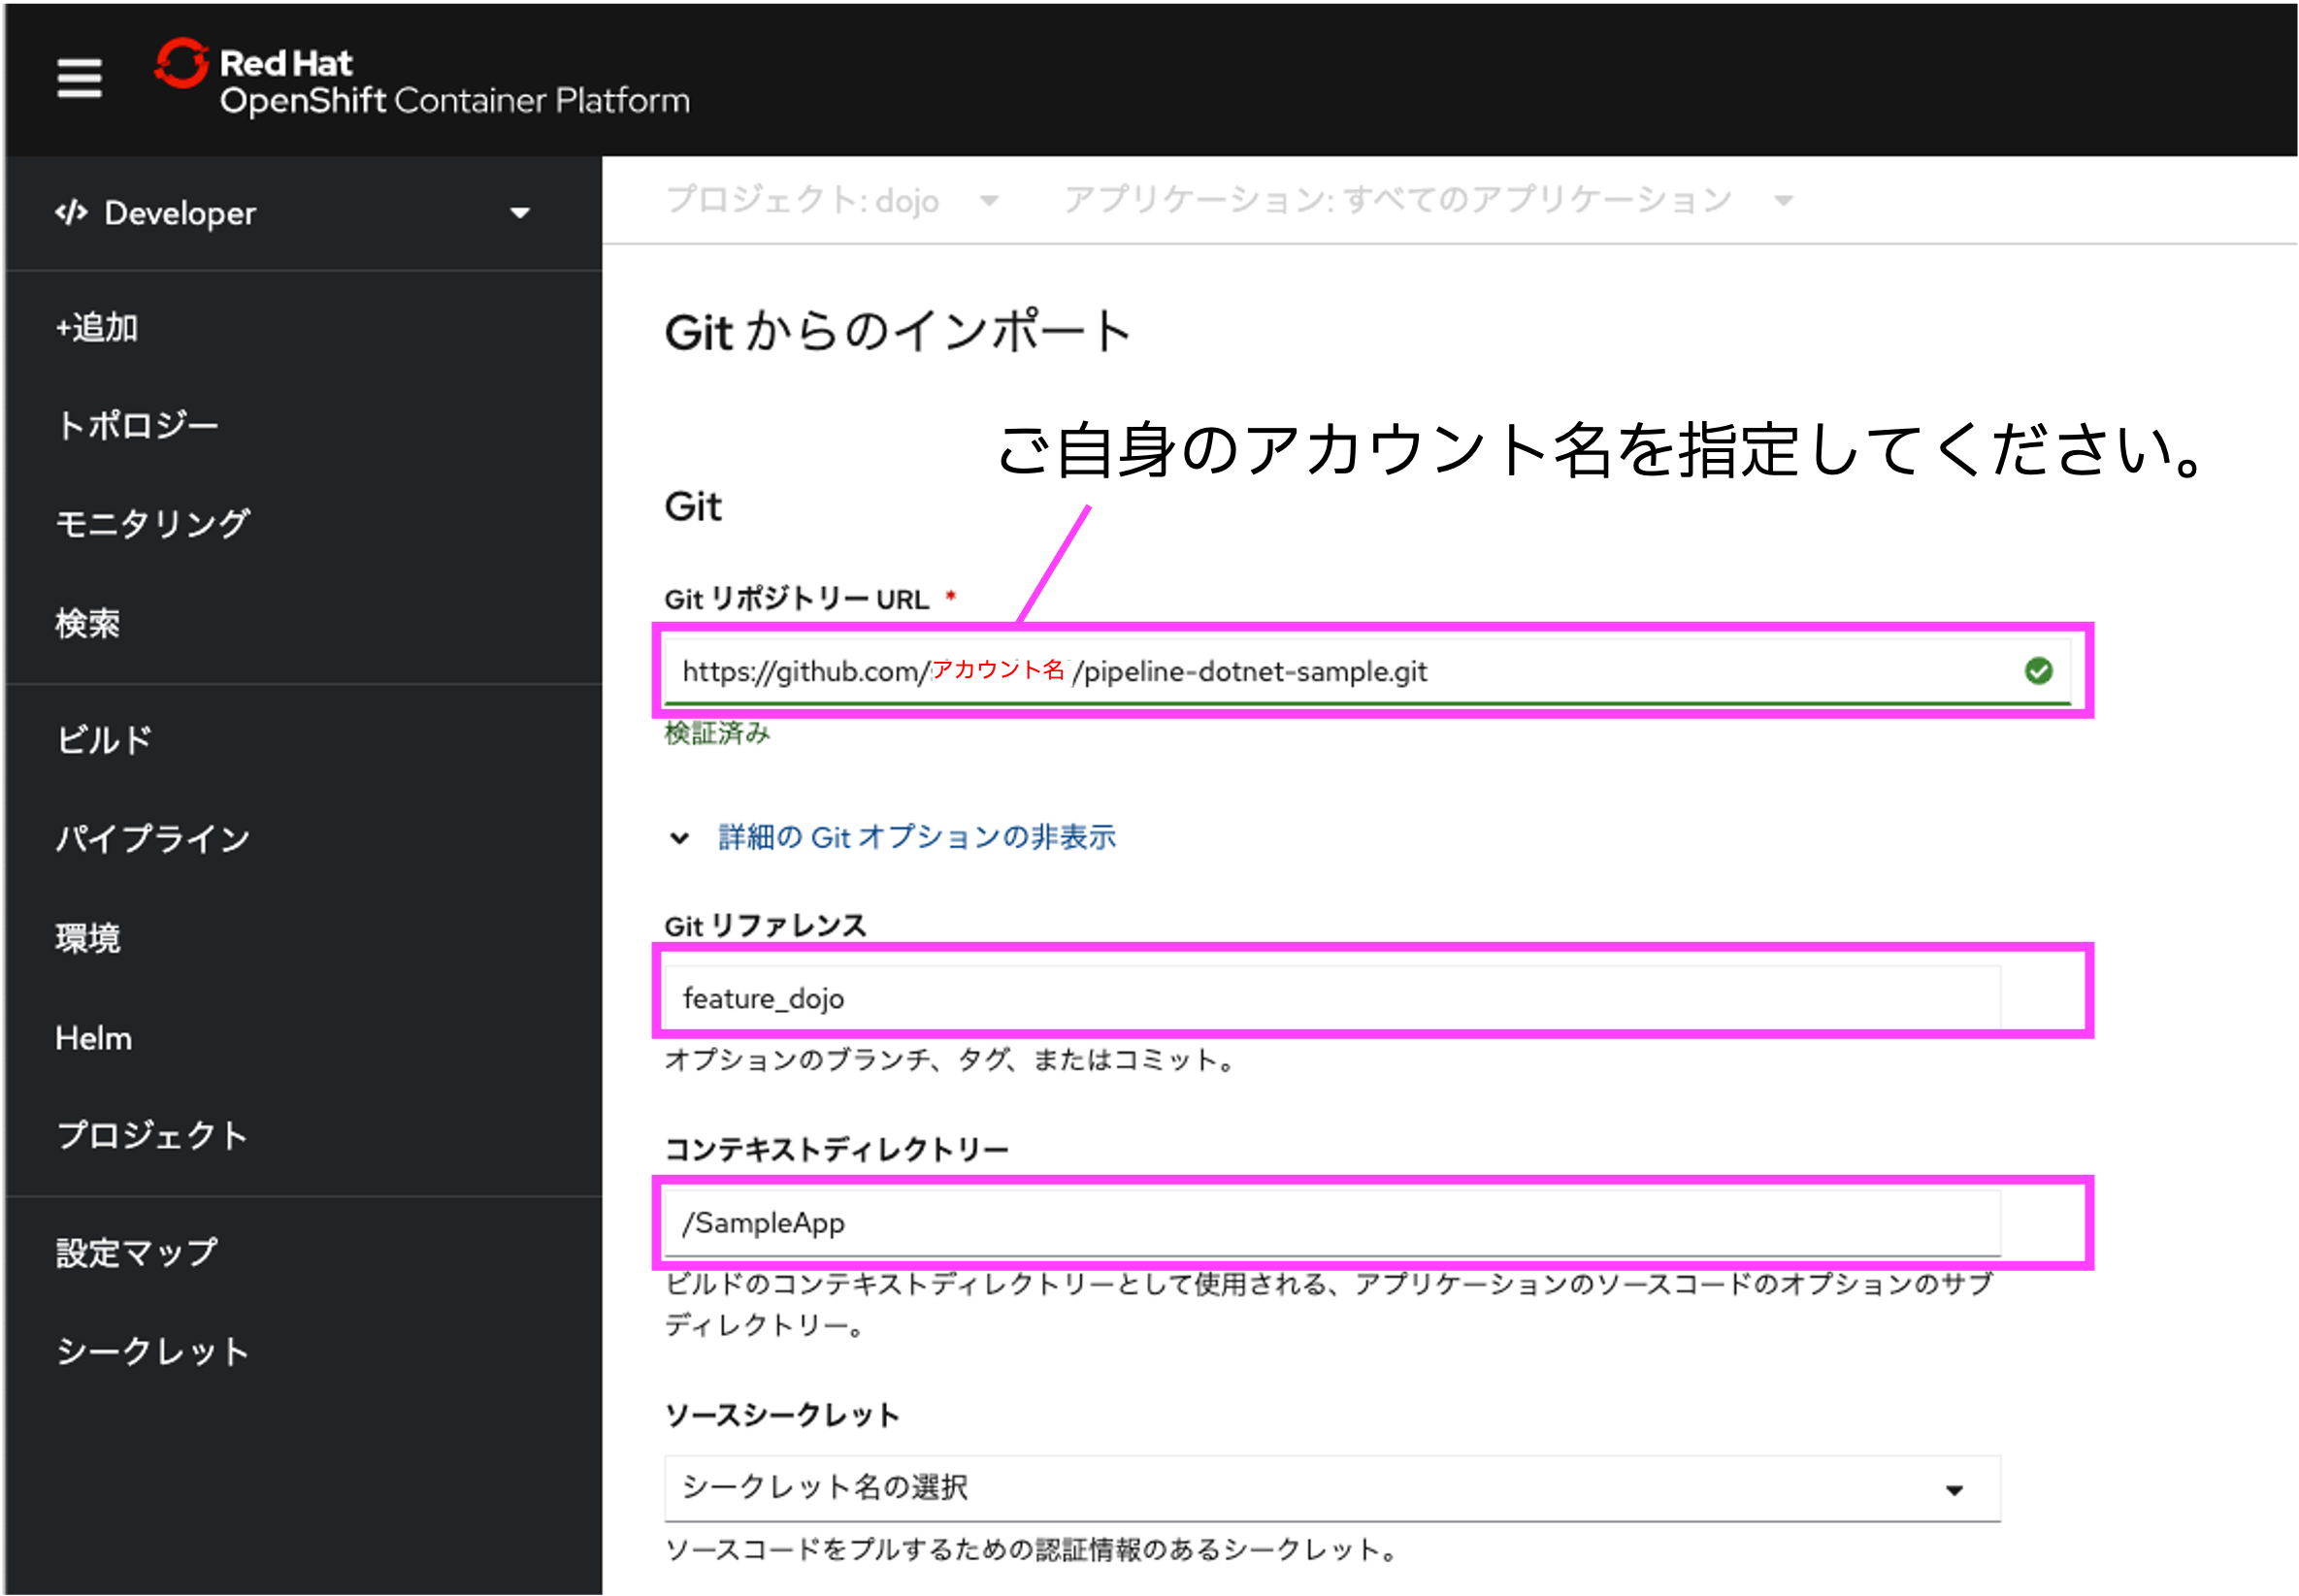 Red Hat
OpenShift Container Platform
</> Developer
+追加
トポロジー
モニタリング
検索
ビルド
パイプライン
環境
Helm
プロジェクト
設定マップ
シークレット
プロジェクト: dojo アプリケーション: すべてのアプリケーション
Git からのインポート
ご自身のアカウント名を指定してください。
Git
Git リポジトリー URL *
https://github.com/アカウント名/pipeline-dotnet-sample.git
検証済み
詳細の Git オプションの非表示
Git リファレンス
feature_dojo
オプションのブランチ、タグ、またはコミット。
コンテキストディレクトリー
/SampleApp
ビルドのコンテキストディレクトリーとして使用される、アプリケーションのソースコードのオプションのサブ
ディレクトリー。
ソースシークレット
シークレット名の選択
ソースコードをプルするための認証情報のあるシークレット。